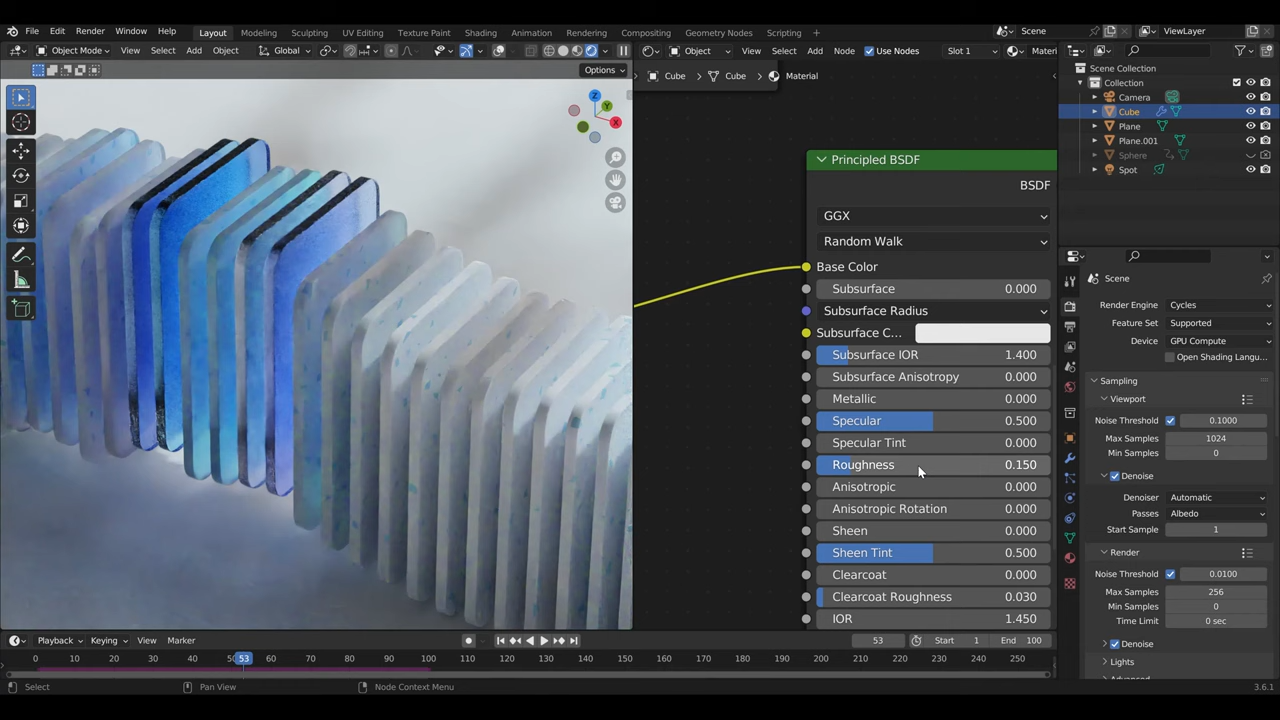 File Edit Render Window Help Layout Modeling Sculpting UV Editing Texture Paint Shading Animation Rendering Compositing Geometry Nodes Scripting + Scene ViewLayer
Object Mode View Select Add Object Global Object View Select Add Node Use Nodes Slot 1
Options
Z
Y
X
Cube > Cube > Material
Principled BSDF
BSDF
GGX
Random Walk
Base Color
Subsurface 0.000
Subsurface Radius
Subsurface C...
Subsurface IOR 1.400
Subsurface Anisotropy 0.000
Metallic 0.000
Specular 0.500
Specular Tint 0.000
Roughness 0.150
Anisotropic 0.000
Anisotropic Rotation 0.000
Sheen 0.000
Sheen Tint 0.500
Clearcoat 0.000
Clearcoat Roughness 0.030
IOR 1.450
Scene Collection
Collection
Camera
Cube
Plane
Plane.001
Sphere
Spot
Scene
Render Engine Cycles
Feature Set Supported
Device GPU Compute
Open Shading Langu...
Sampling
Viewport
Noise Threshold 0.1000
Max Samples 1024
Min Samples 0
Denoise
Denoiser Automatic
Passes Albedo
Start Sample 1
Render
Noise Threshold 0.0100
Max Samples 256
Min Samples 0
Time Limit 0 sec
Denoise
Lights
Playback Keying View Marker 53 Start 1 End 100
0 10 20 30 40 53 60 70 80 90 100 110 120 130 140 150 160 170 180 190 200 210 220 230 240 250
Select Pan View Node Context Menu 3.6.1